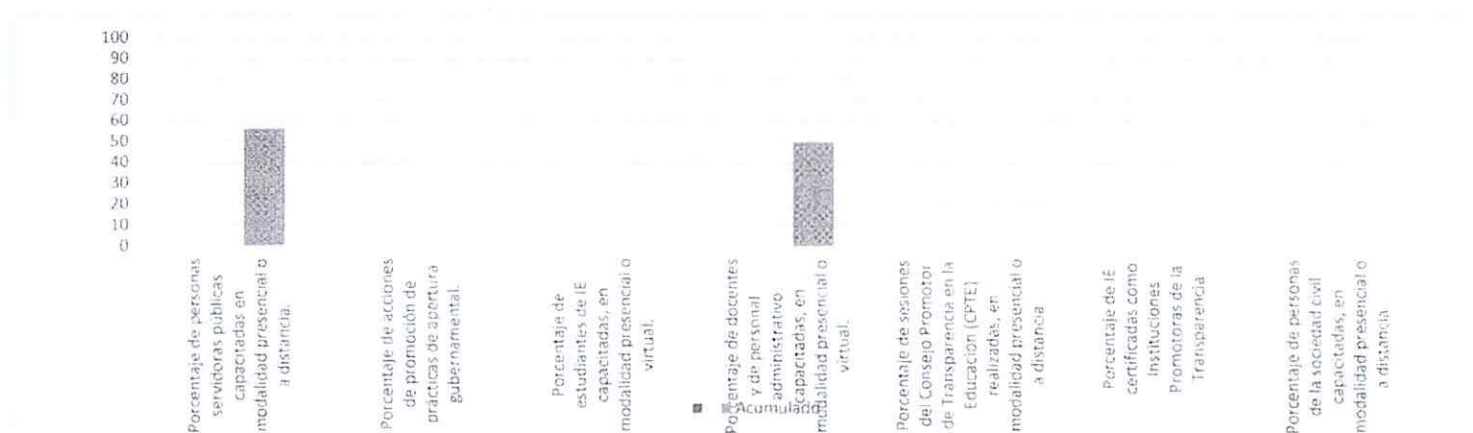 100
90
80
70
60
50
40
30
20
10
0
Porcentaje de personas
servidoras públicas
capacitadas en
modalidad presencial o
a distancia.
Porcentaje de acciones
de promoción de
prácticas de apertura
gubernamental.
Porcentaje de
estudiantes de IE
capacitadas, en
modalidad presencial o
virtual.
Porcentaje de docentes
y de personal
administrativo
capacitadas, en
modalidad presencial o
virtual.
Porcentaje de sesiones
del Consejo Promotor
de Transparencia en la
Educación (CPTE)
realizadas, en
modalidad presencial o
a distancia
Porcentaje de IE
certificadas como
Instituciones
Promotoras de la
Transparencia
Porcentaje de personas
de la sociedad civil
capacitadas, en
modalidad presencial o
a distancia
Acumulado